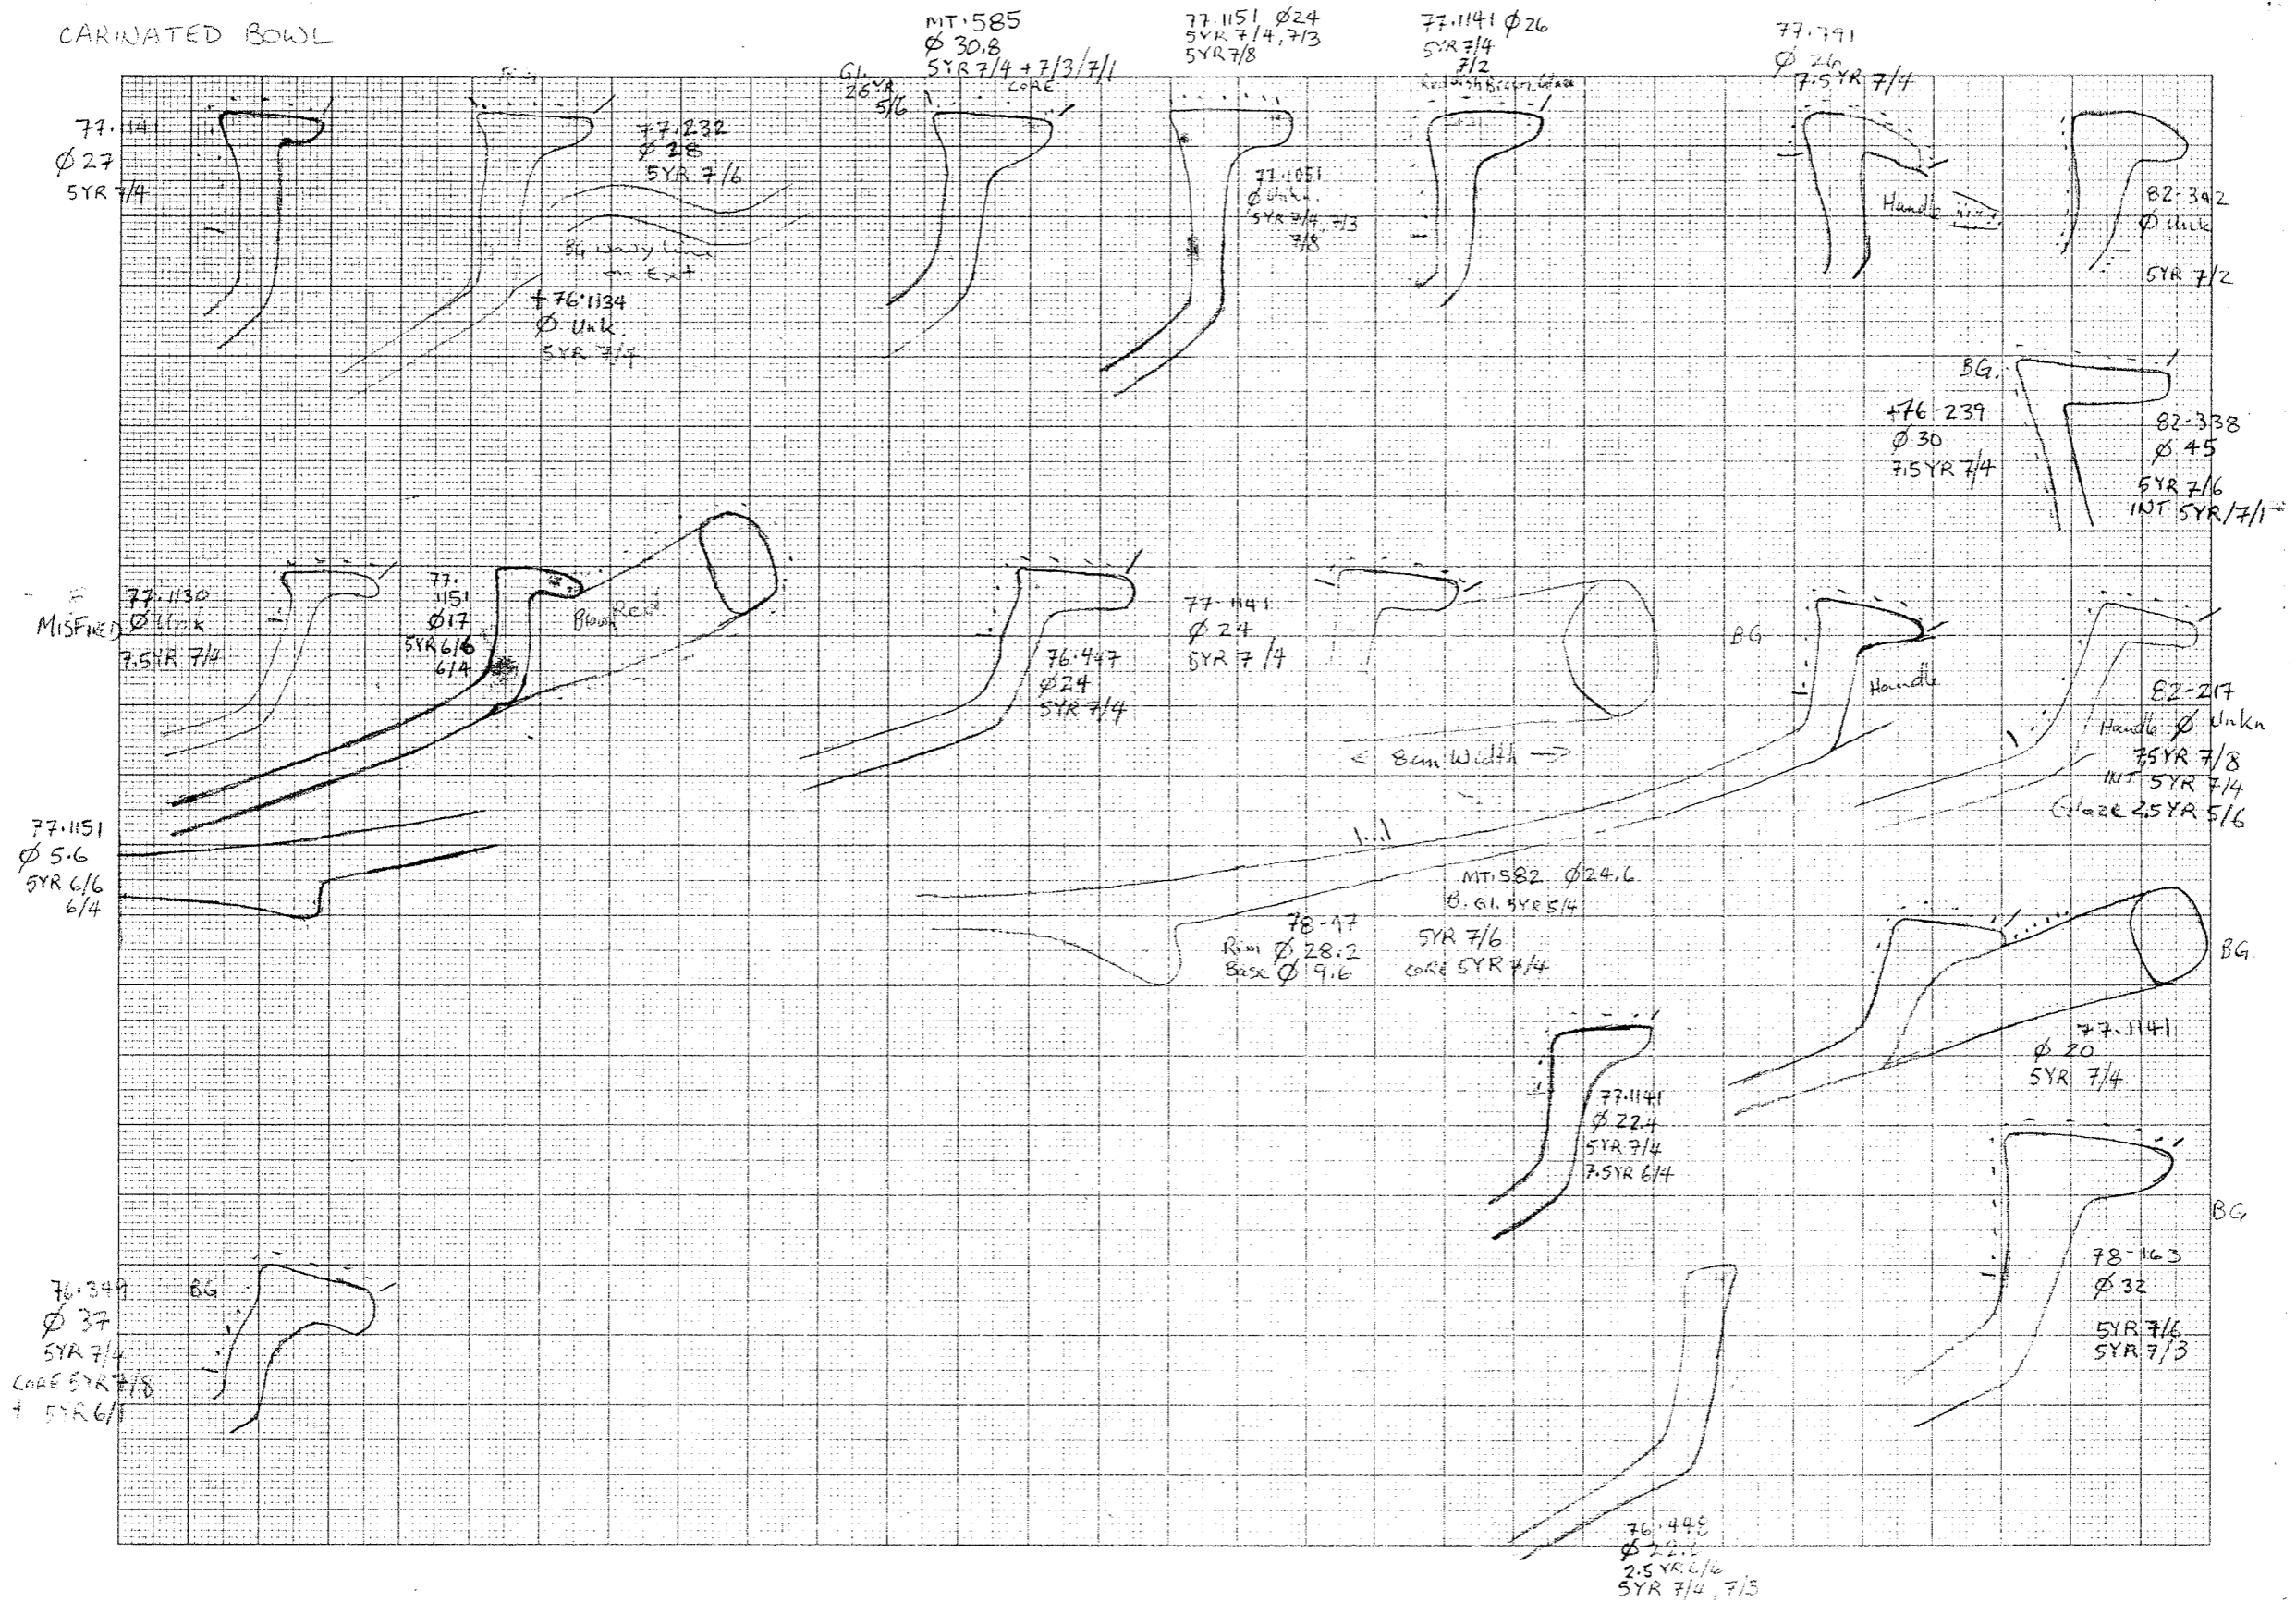 CARINATED BOWL
77.1141
Ø 27
5YR 7/4
77.232
Ø 28
5YR 7/6
BG Wavy Line
on Ext.
+ 76.1134
Ø Unk.
5YR 7/4
Gl.
2.5YR
5/6
MT.585
Ø 30.8
5YR 7/4 + 7/3/7/1
CORE
77.1151 Ø24
5YR 7/4, 7/3
5YR 7/8
77.1051
Ø Unkn.
5YR 7/4, 7/3
7/8
77.1141 Ø26
5YR 7/4
7/2
Reddish Brown Glaze
77.791
Ø 26
7.5YR 7/4
Handle
82-342
Ø Unk
5YR 7/2
BG.
+76-239
Ø 30
7.5YR 7/4
82-338
Ø 45
5YR 7/6
INT 5YR/7/1
MISFIRED
77.1130
Ø Unk
7.5YR 7/4
77.
1151
Ø17
5YR 6/6
6/4
Brown Red
76.447
Ø24
5YR 7/4
77-1141
Ø 24
5YR 7/4
< 8cm Width →
BG
Handle
82-217
Handle Ø Unkn
7.5YR 7/8
INT 5YR 7/4
Glaze 2.5YR 5/6
77.1151
Ø 5.6
5YR 6/6
6/4
78-47
Rim Ø 28.2
Base Ø 9.6
MT.582 Ø24.6
B. Gl. 5YR 5/4
5YR 7/6
CORE 5YR 7/4
BG
77.1141
Ø 20
5YR 7/4
77.1141
Ø 22.4
5YR 7/4
7.5YR 6/4
BG
78-163
Ø 32
5YR 7/6
5YR 7/3
BG
76.349
Ø 37
5YR 7/4
CORE 5YR 7/8
+ 5YR 6/1
Ø
2.5YR 6/6
5YR 7/4, 7/3